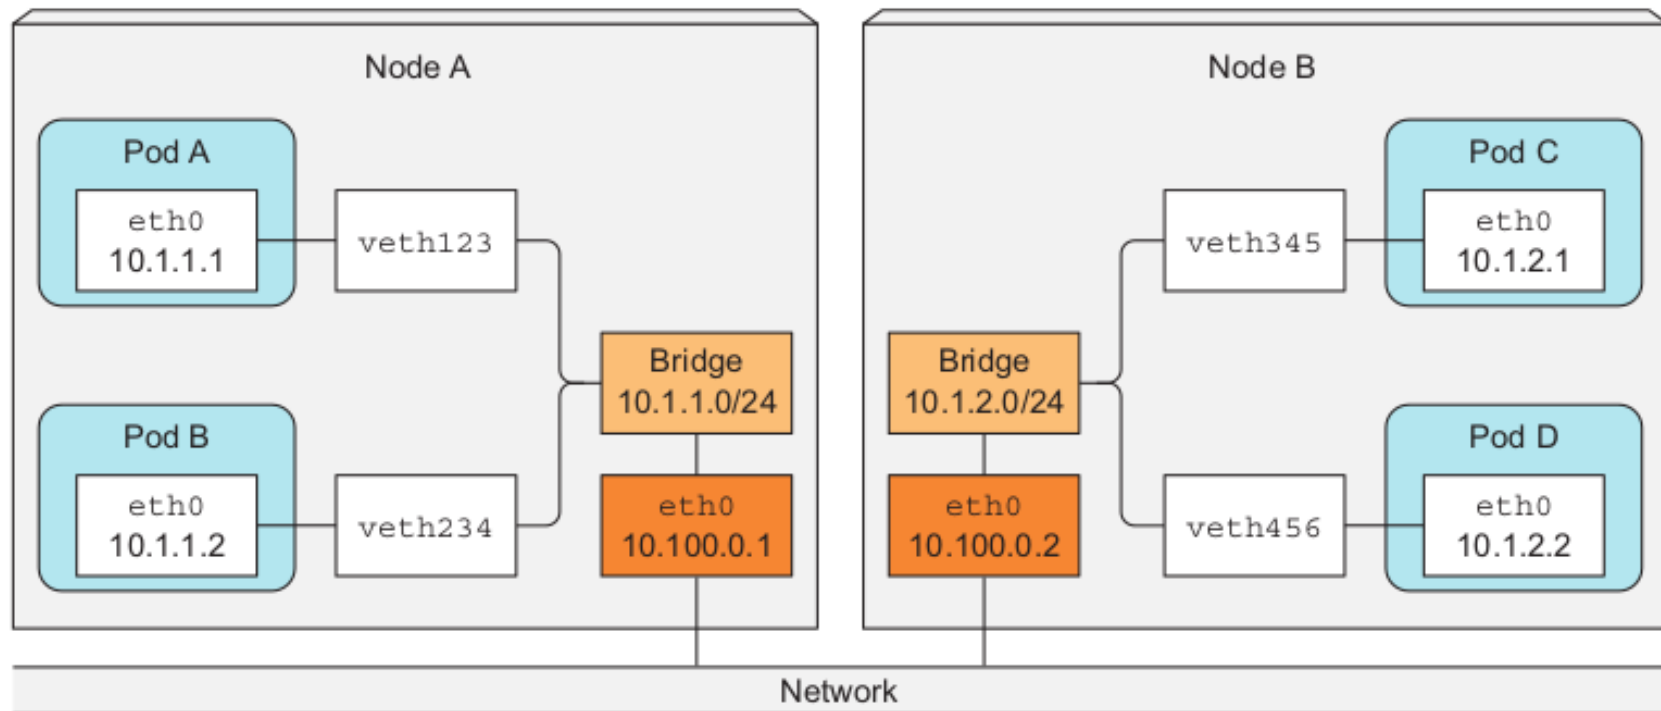 Node A
Pod A
eth0
10.1.1.1
veth123
Bridge
10.1.1.0/24
Pod B
eth0
10.1.1.2
veth234
eth0
10.100.0.1
Node B
Pod C
eth0
10.1.2.1
veth345
Bridge
10.1.2.0/24
Pod D
eth0
10.1.2.2
veth456
eth0
10.100.0.2
Network